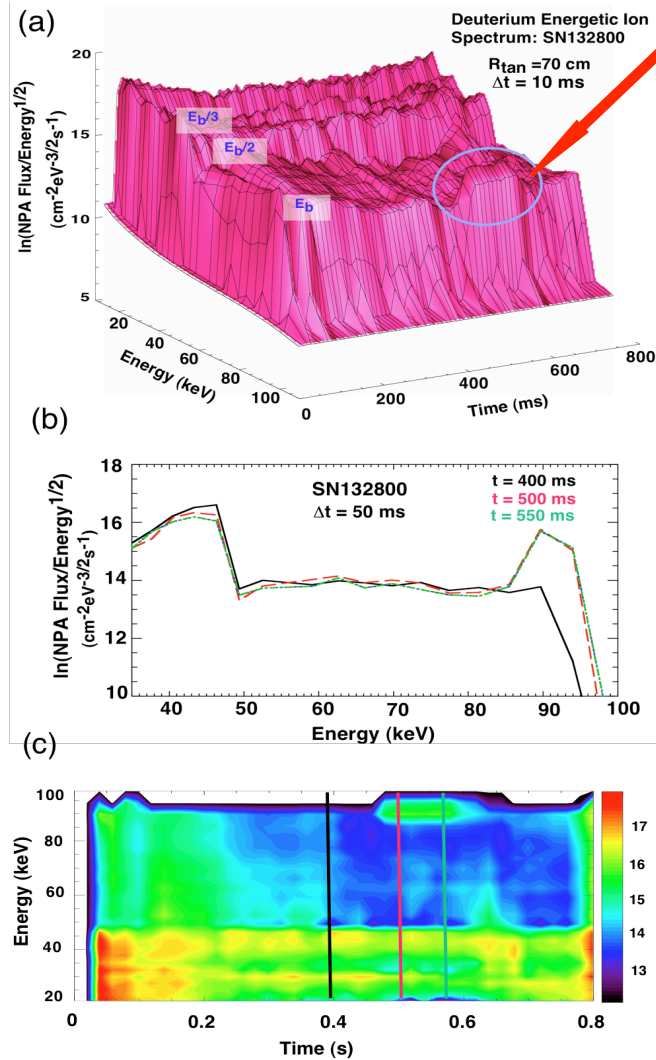 (a)
Deuterium Energetic Ion
Spectrum: SN132800
R_tan =70 cm
Δt = 10 ms
20
15
10
5
ln(NPA Flux/Energy^1/2)
(cm^-2eV^-3/2s^-1)
E_b/3
E_b/2
E_b
20
40
60
80
100
Energy (keV)
0
200
400
600
800
Time (ms)
(b)
SN132800
Δt = 50 ms
t = 400 ms
t = 500 ms
t = 550 ms
18
16
14
12
10
ln(NPA Flux/Energy^1/2)
(cm^-2eV^-3/2s^-1)
40 50 60 70 80 90 100
Energy (keV)
(c)
100
80
60
40
20
Energy (keV)
0 0.2 0.4 0.6 0.8
Time (s)
17
16
15
14
13